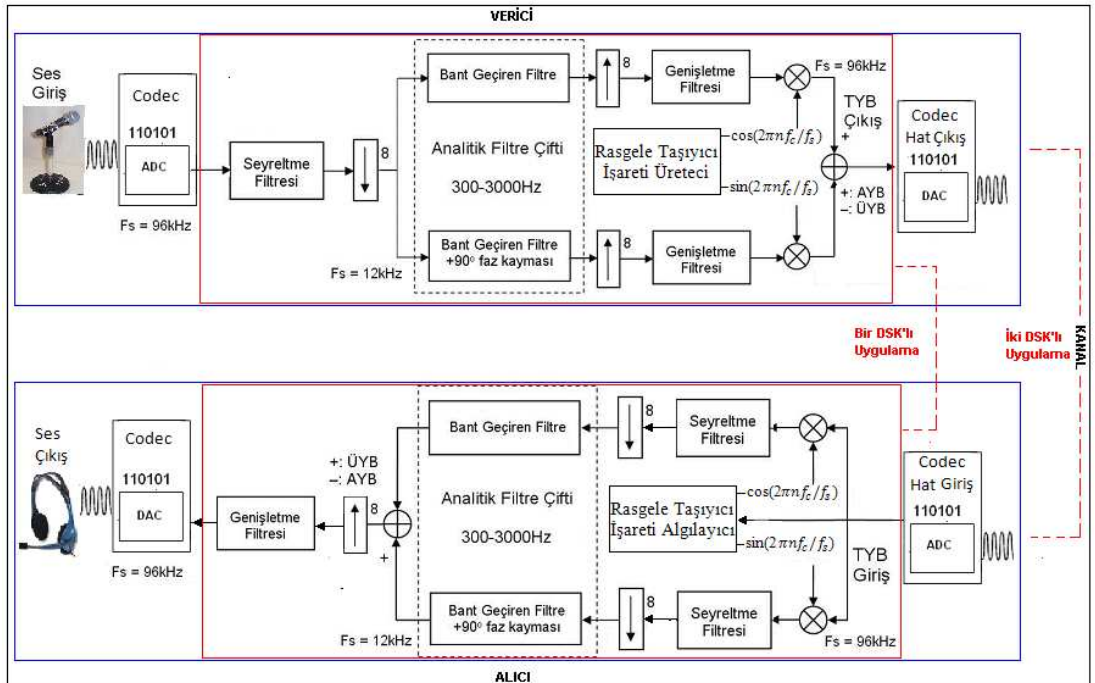 VERİCİ
Ses
Giriş
Codec
110101
ADC
Fs = 96kHz
Seyreltme
Filtresi
8
Fs = 12kHz
Bant Geçiren Filtre
Analitik Filtre Çifti
300-3000Hz
Bant Geçiren Filtre
+90° faz kayması
8
Genişletme
Filtresi
Rasgele Taşıyıcı
İşareti Üreteci
cos(2πnfc/fs)
sin(2πnfc/fs)
8
Genişletme
Filtresi
Fs = 96kHz
TYB
Çıkış
+
+: AYB
–: ÜYB
Codec
Hat Çıkış
110101
DAC
Bir DSK'lı
Uygulama
İki DSK'lı
Uygulama
KANAL
Ses
Çıkış
Codec
110101
DAC
Fs = 96kHz
Genişletme
Filtresi
8
+: ÜYB
–: AYB
+
Fs = 12kHz
Bant Geçiren Filtre
Analitik Filtre Çifti
300-3000Hz
Bant Geçiren Filtre
+90° faz kayması
8
Seyreltme
Filtresi
Rasgele Taşıyıcı
İşareti Algılayıcı
cos(2πnfc/fs)
sin(2πnfc/fs)
8
Seyreltme
Filtresi
TYB
Giriş
Fs = 96kHz
Codec
Hat Giriş
110101
ADC
ALICI